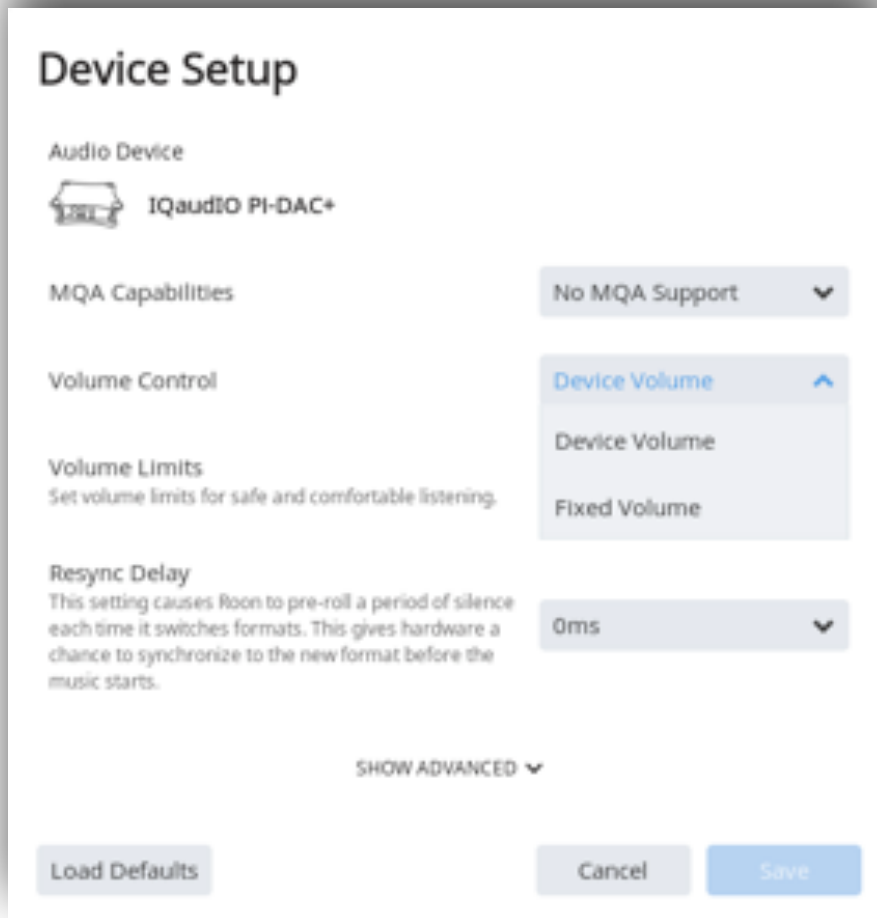 Device Setup
Audio Device
IQaudIO PI-DAC+
MQA Capabilities
No MQA Support
Volume Control
Device Volume
Device Volume
Fixed Volume
Volume Limits
Set volume limits for safe and comfortable listening.
Resync Delay
This setting causes Roon to pre-roll a period of silence
each time it switches formats. This gives hardware a
chance to synchronize to the new format before the
music starts.
0ms
SHOW ADVANCED
Load Defaults
Cancel
Save